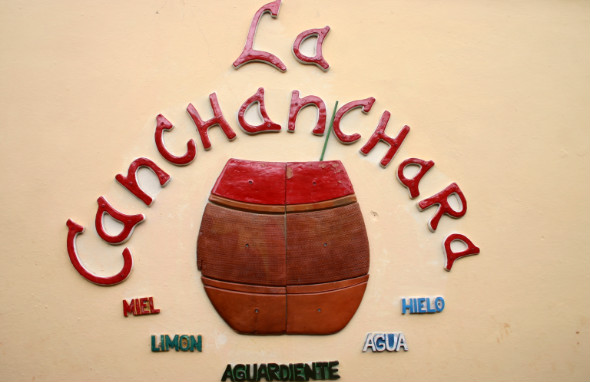 La
CanCHanCHaRa
MIEL
HIELO
LIMON
AGUA
AGUARDIENTE